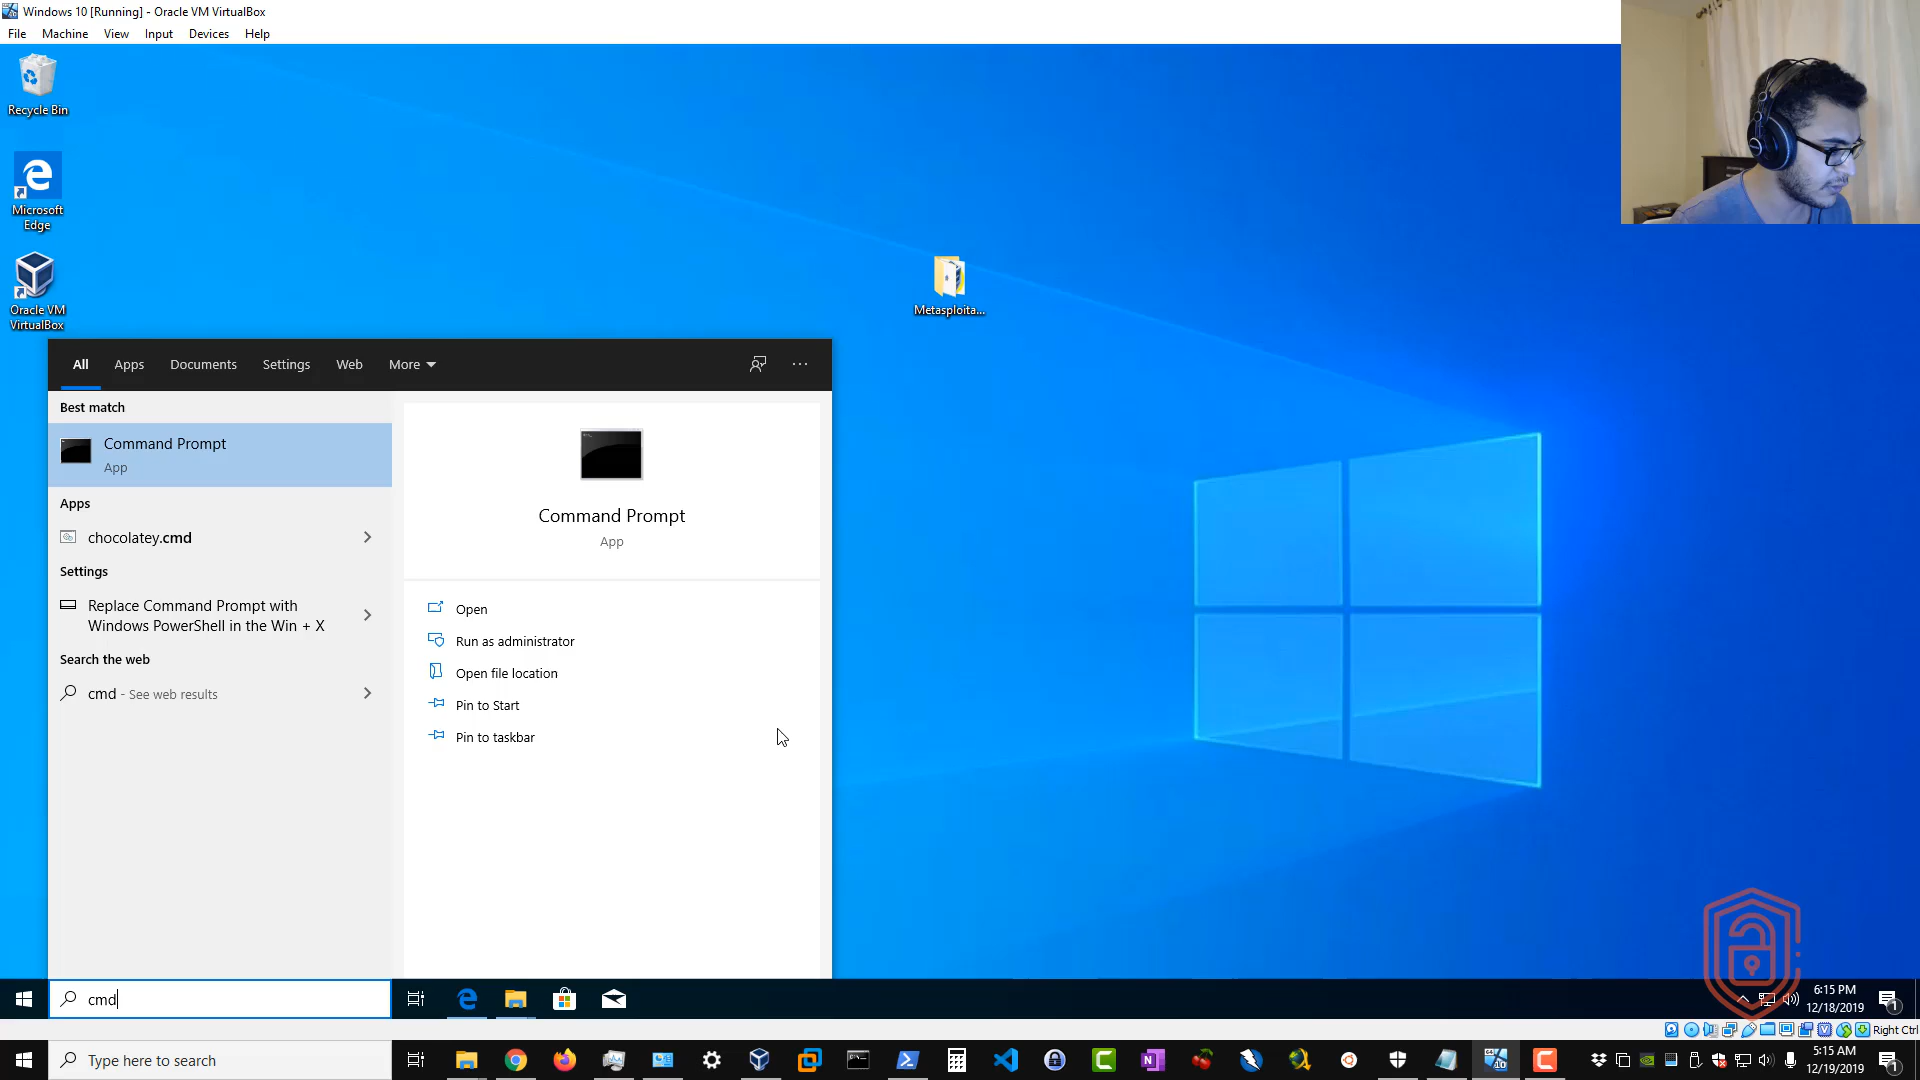 Windows 10 [Running] - Oracle VM VirtualBox
File Machine View Input Devices Help
Recycle Bin
Microsoft
Edge
Oracle VM
VirtualBox
Metasploita...
All Apps Documents Settings Web More
Best match
Command Prompt
App
Apps
chocolatey.cmd
Settings
Replace Command Prompt with
Windows PowerShell in the Win + X
Search the web
cmd - See web results
Command Prompt
App
Open
Run as administrator
Open file location
Pin to Start
Pin to taskbar
cmd
6:15 PM
12/18/2019
1
Right Ctrl
Type here to search
5:15 AM
12/19/2019
1